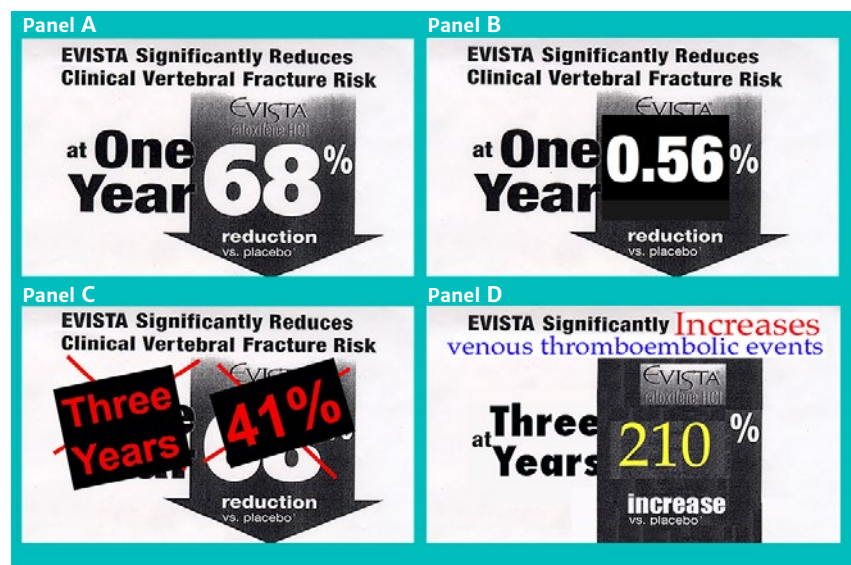 Panel A
EVISTA Significantly Reduces
Clinical Vertebral Fracture Risk
EVISTA
raloxifene HCl
at One
Year
68%
reduction
vs. placebo
Panel B
EVISTA Significantly Reduces
Clinical Vertebral Fracture Risk
EVISTA
at One
Year
0.56%
reduction
vs. placebo
Panel C
EVISTA Significantly Reduces
Clinical Vertebral Fracture Risk
Three
Years
41%
reduction
vs. placebo
Panel D
EVISTA Significantly Increases
venous thromboembolic events
EVISTA
raloxifene HCl
at Three
Years
210%
increase
vs. placebo